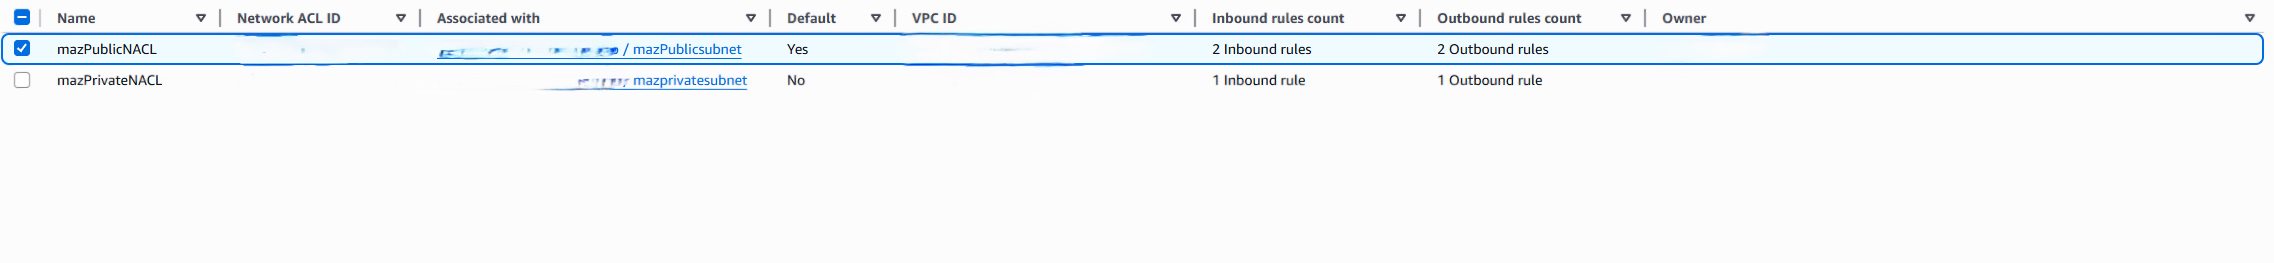 Name Network ACL ID Associated with Default VPC ID Inbound rules count Outbound rules count Owner
mazPublicNACL / mazPublicsubnet Yes 2 Inbound rules 2 Outbound rules
mazPrivateNACL / mazprivatesubnet No 1 Inbound rule 1 Outbound rule